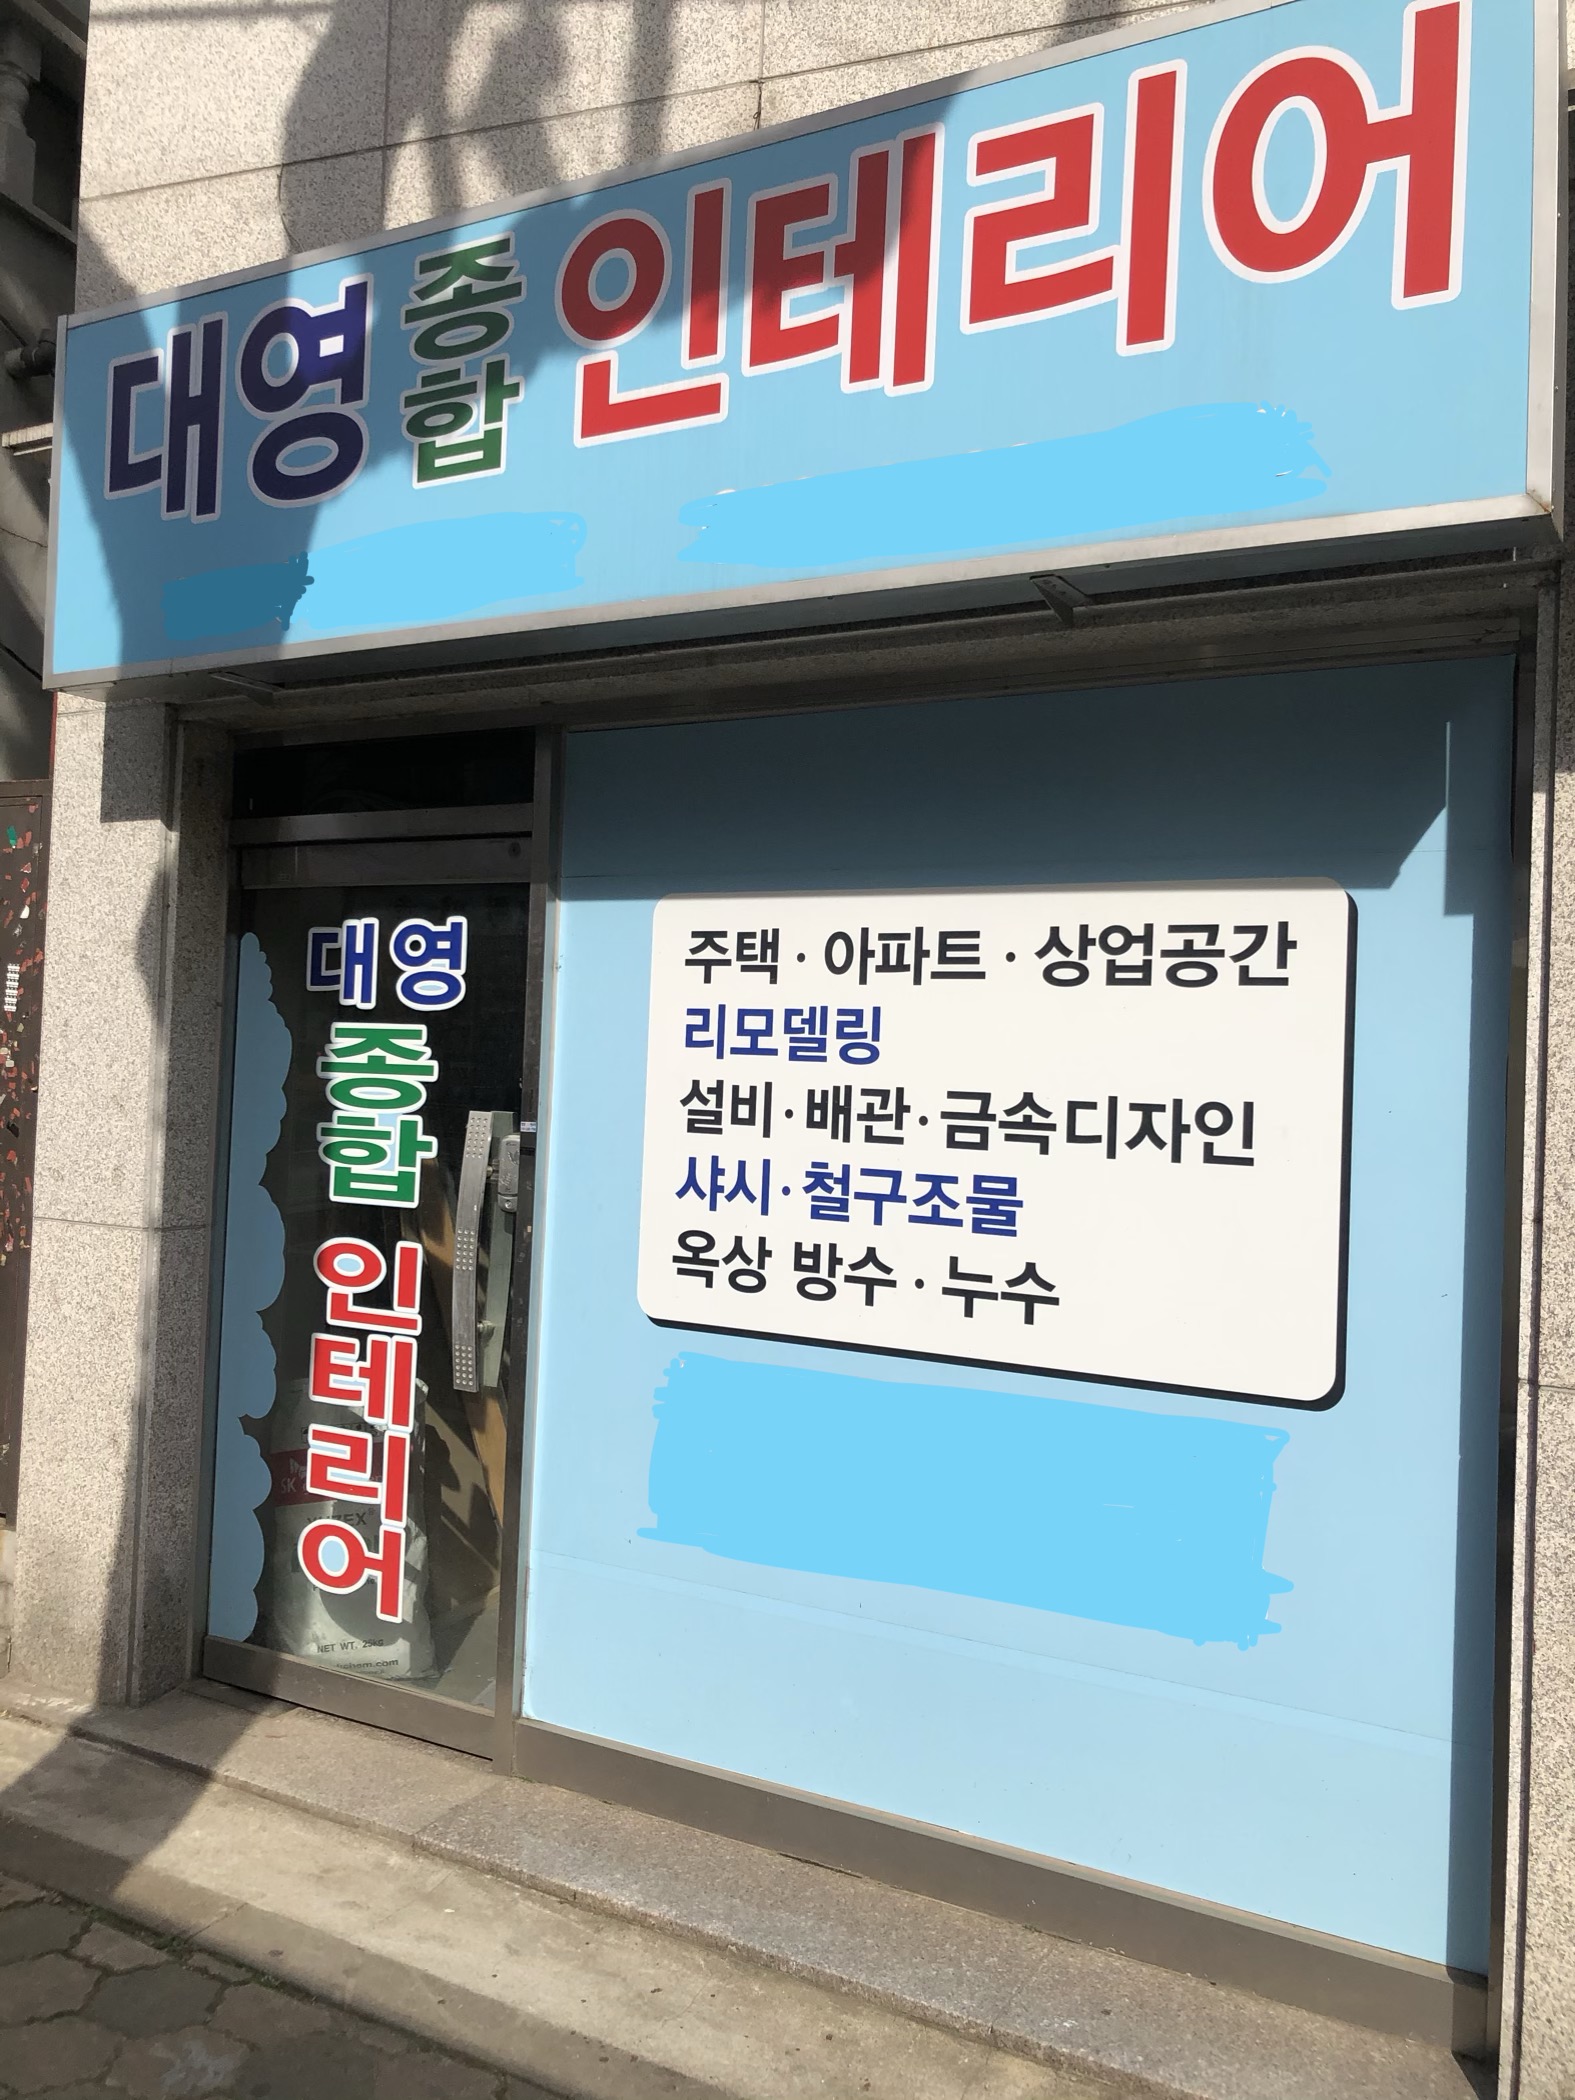 대영 종합 인테리어
대영
종합
인테리어
주택 · 아파트 · 상업공간
리모델링
설비 · 배관 · 금속디자인
샤시 · 철구조물
옥상 방수 · 누수
SK
NET WT. 25kg